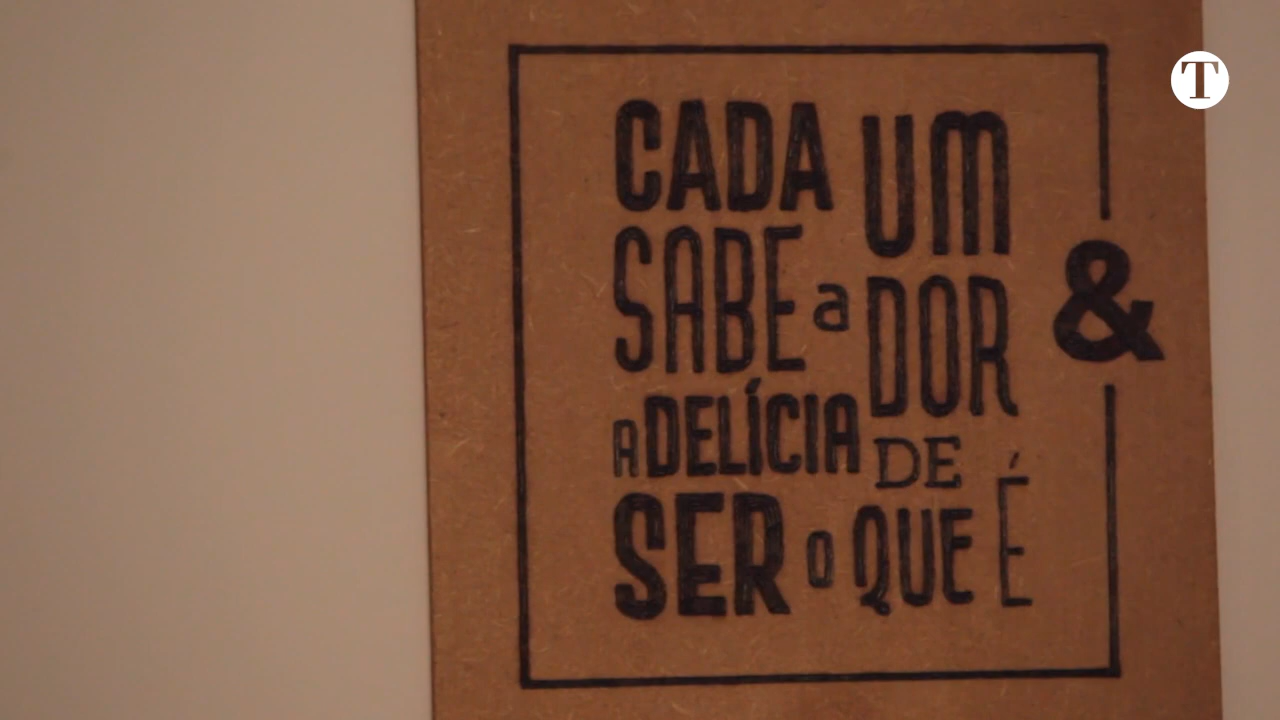 CADA UM
SABE a DOR &
A DELÍCIA DE
SER O QUE É
T